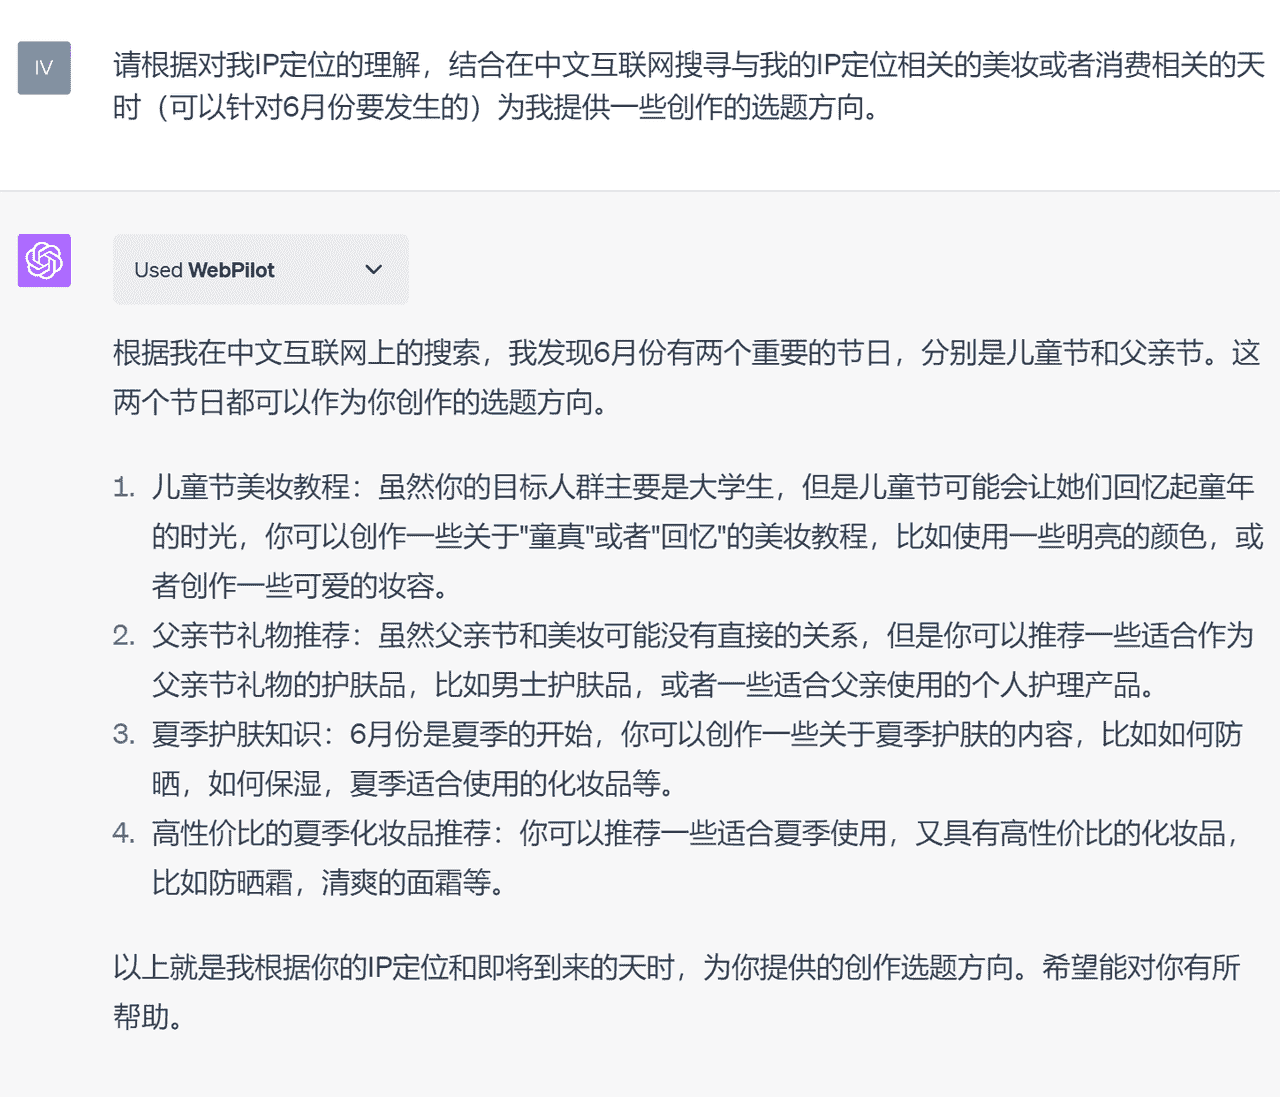 IV
请根据对我IP定位的理解，结合在中文互联网搜寻与我的IP定位相关的美妆或者消费相关的天
时（可以针对6月份要发生的）为我提供一些创作的选题方向。
Used WebPilot
根据我在中文互联网上的搜索，我发现6月份有两个重要的节日，分别是儿童节和父亲节。这
两个节日都可以作为你创作的选题方向。
1. 儿童节美妆教程：虽然你的目标人群主要是大学生，但是儿童节可能会让她们回忆起童年
的时光，你可以创作一些关于"童真"或者"回忆"的美妆教程，比如使用一些明亮的颜色，或
者创作一些可爱的妆容。
2. 父亲节礼物推荐：虽然父亲节和美妆可能没有直接的关系，但是你可以推荐一些适合作为
父亲节礼物的护肤品，比如男士护肤品，或者一些适合父亲使用的个人护理产品。
3. 夏季护肤知识：6月份是夏季的开始，你可以创作一些关于夏季护肤的内容，比如如何防
晒，如何保湿，夏季适合使用的化妆品等。
4. 高性价比的夏季化妆品推荐：你可以推荐一些适合夏季使用，又具有高性价比的化妆品，
比如防晒霜，清爽的面霜等。
以上就是我根据你的IP定位和即将到来的天时，为你提供的创作选题方向。希望能对你有所
帮助。